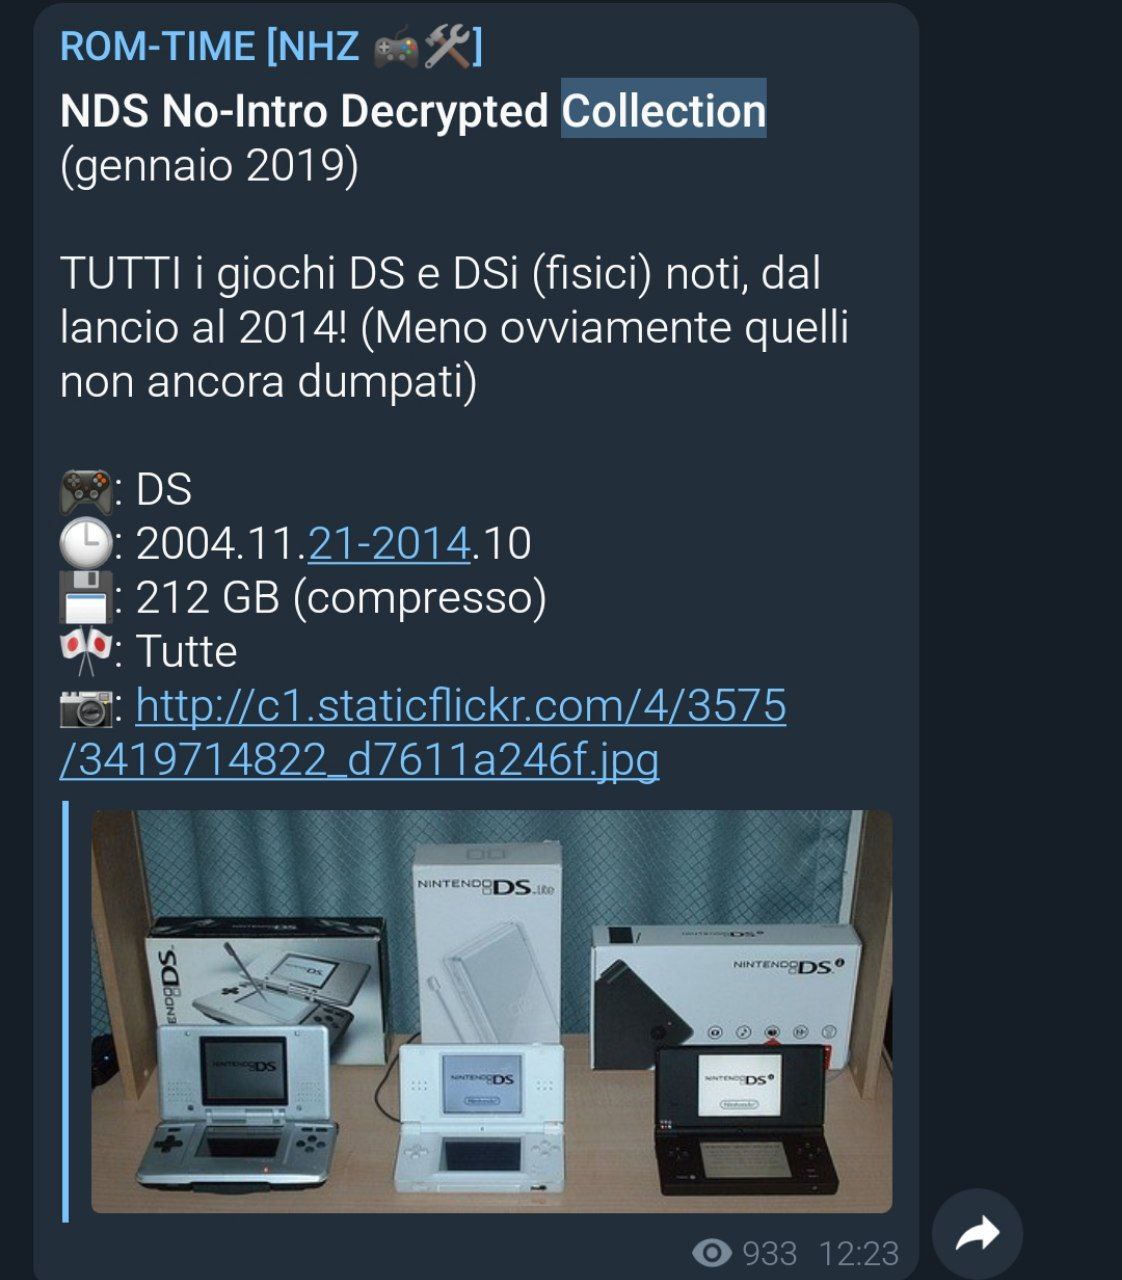 ROM-TIME [NHZ 🎮🛠]
NDS No-Intro Decrypted Collection
(gennaio 2019)
TUTTI i giochi DS e DSi (fisici) noti, dal
lancio al 2014! (Meno ovviamente quelli
non ancora dumpati)
🎮: DS
🕒: 2004.11.21-2014.10
💾: 212 GB (compresso)
🎌: Tutte
📷: http://c1.staticflickr.com/4/3575
/3419714822_d7611a246f.jpg
NINTENDO DS Lite
NINTENDO DSi
NINTENDO DS
NINTENDO DS
NINTENDO DSi
Nintendo
933 12:23